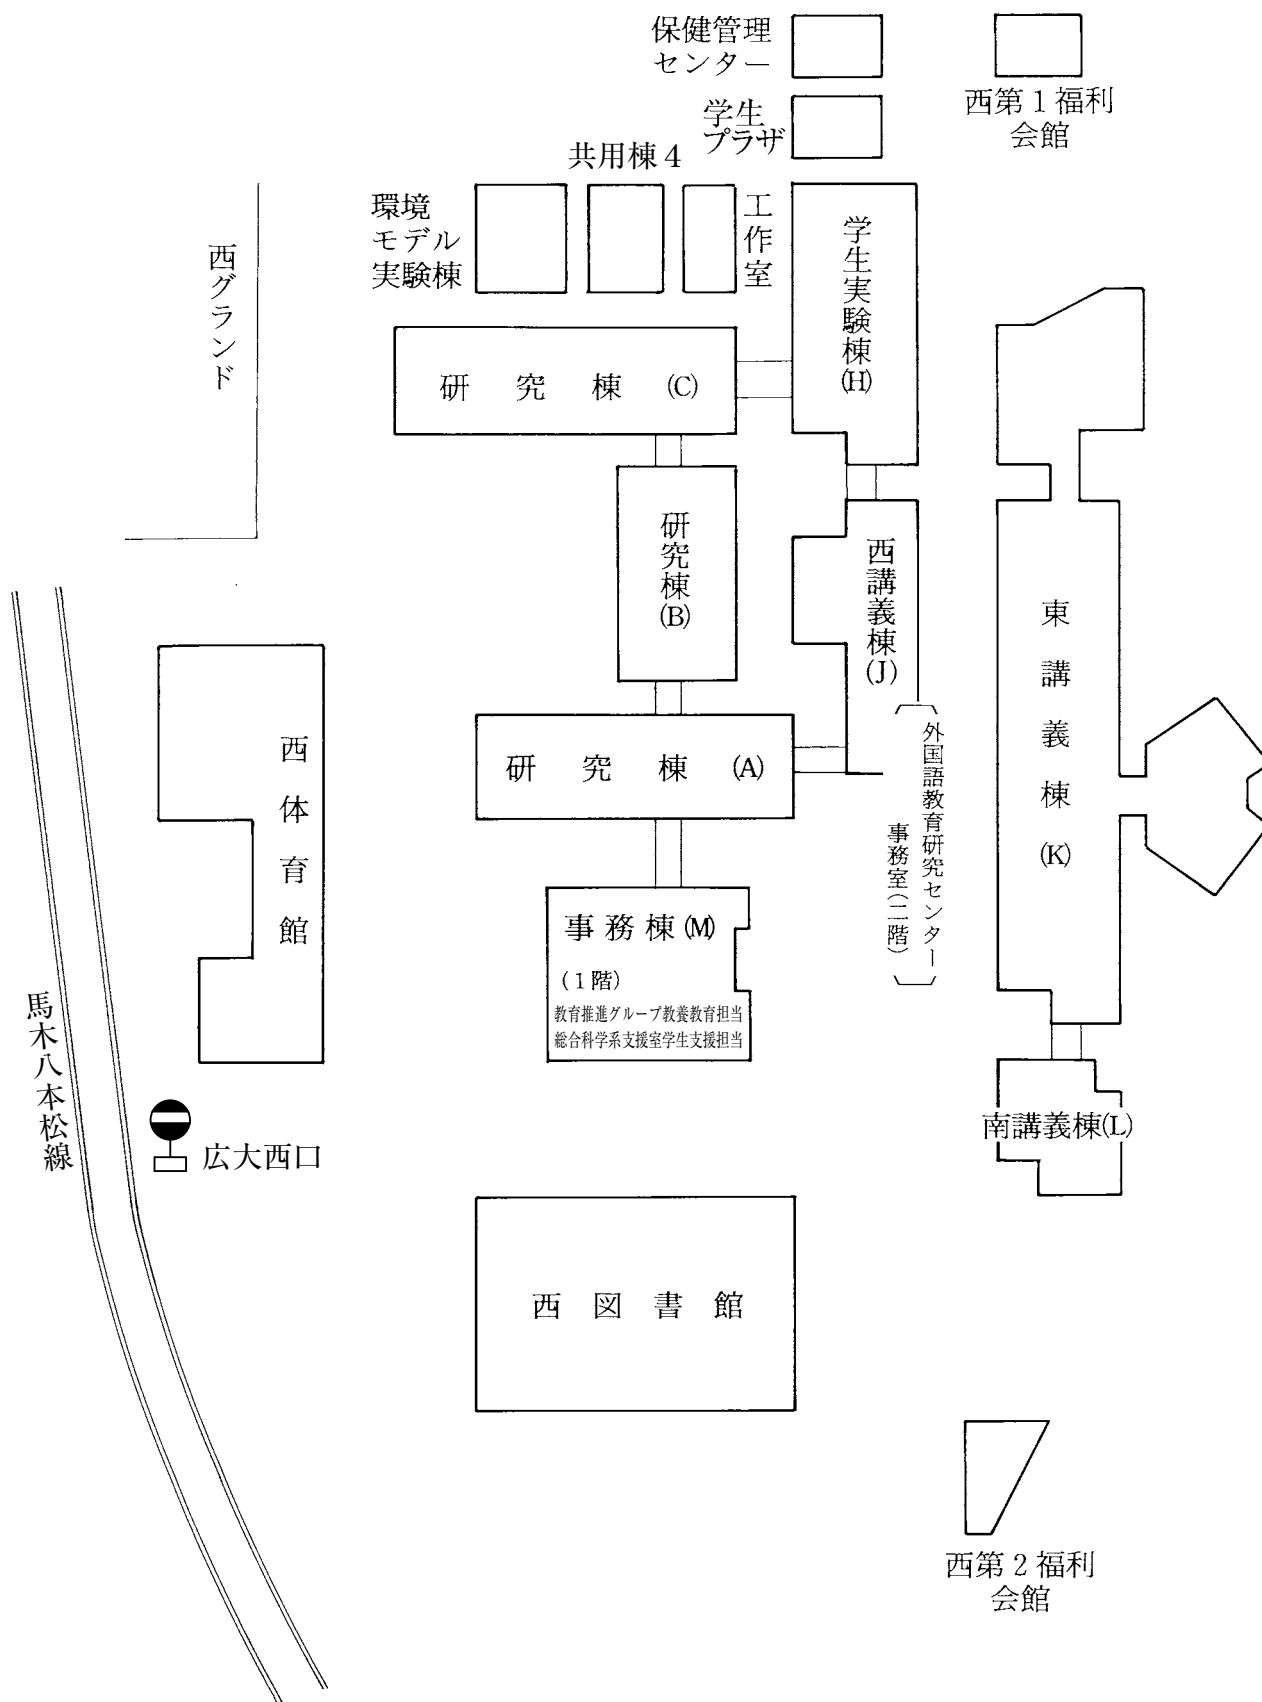 保健管理
センター
西第1福利
会館
学生
プラザ
共用棟4
環境
モデル
実験棟
工作室
学生実験棟(H)
西グランド
研究棟(C)
研究棟(B)
西講義棟(J)
東講義棟(K)
外国語教育研究センター
事務室(二階)
西体育館
研究棟(A)
事務棟(M)
(1階)
教育推進グループ教養教育担当
総合科学系支援室学生支援担当
馬木八本松線
広大西口
南講義棟(L)
西図書館
西第2福利
会館